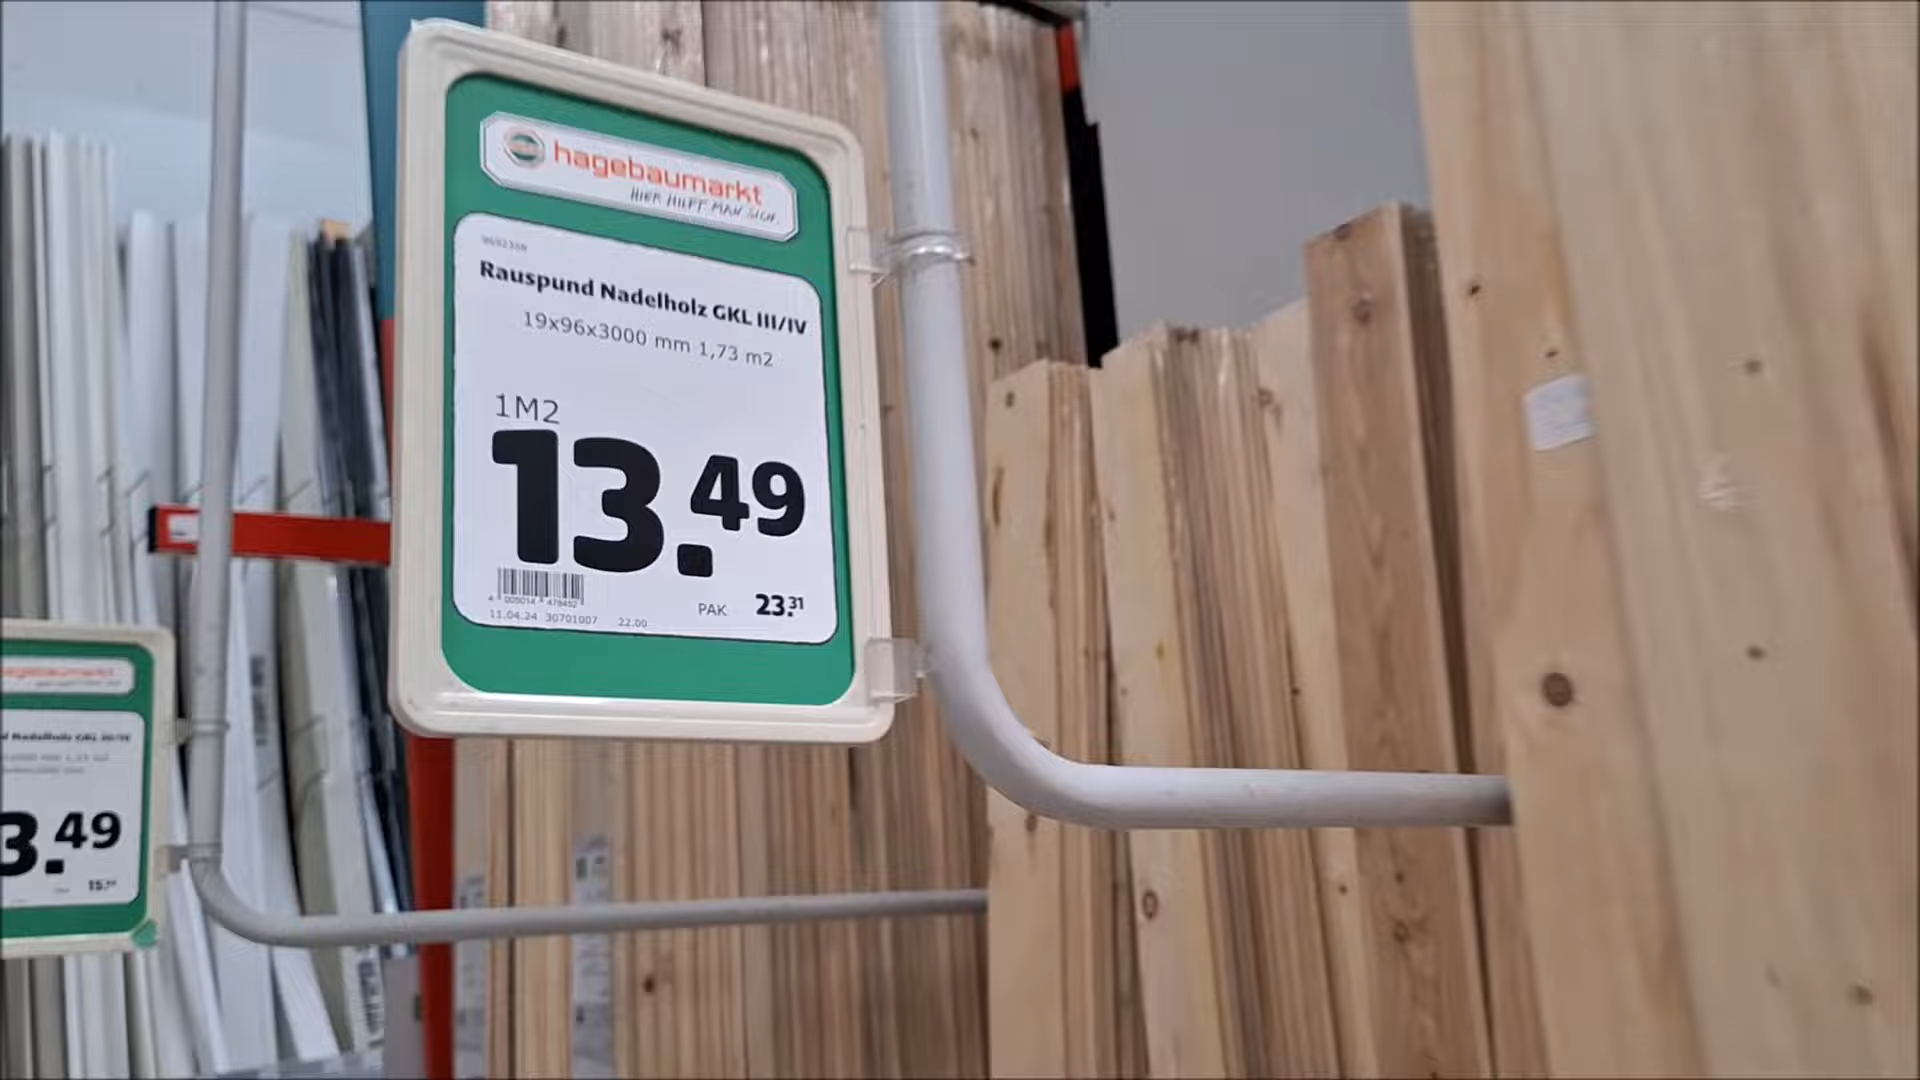 hagebaumarkt
HIER HILFT MAN SICH.
Rauspund Nadelholz GKL III/IV
19x96x3000 mm 1,73 m2
1M2
13.49
PAK 23.31
11.04.24 30701007 22.00
3.49